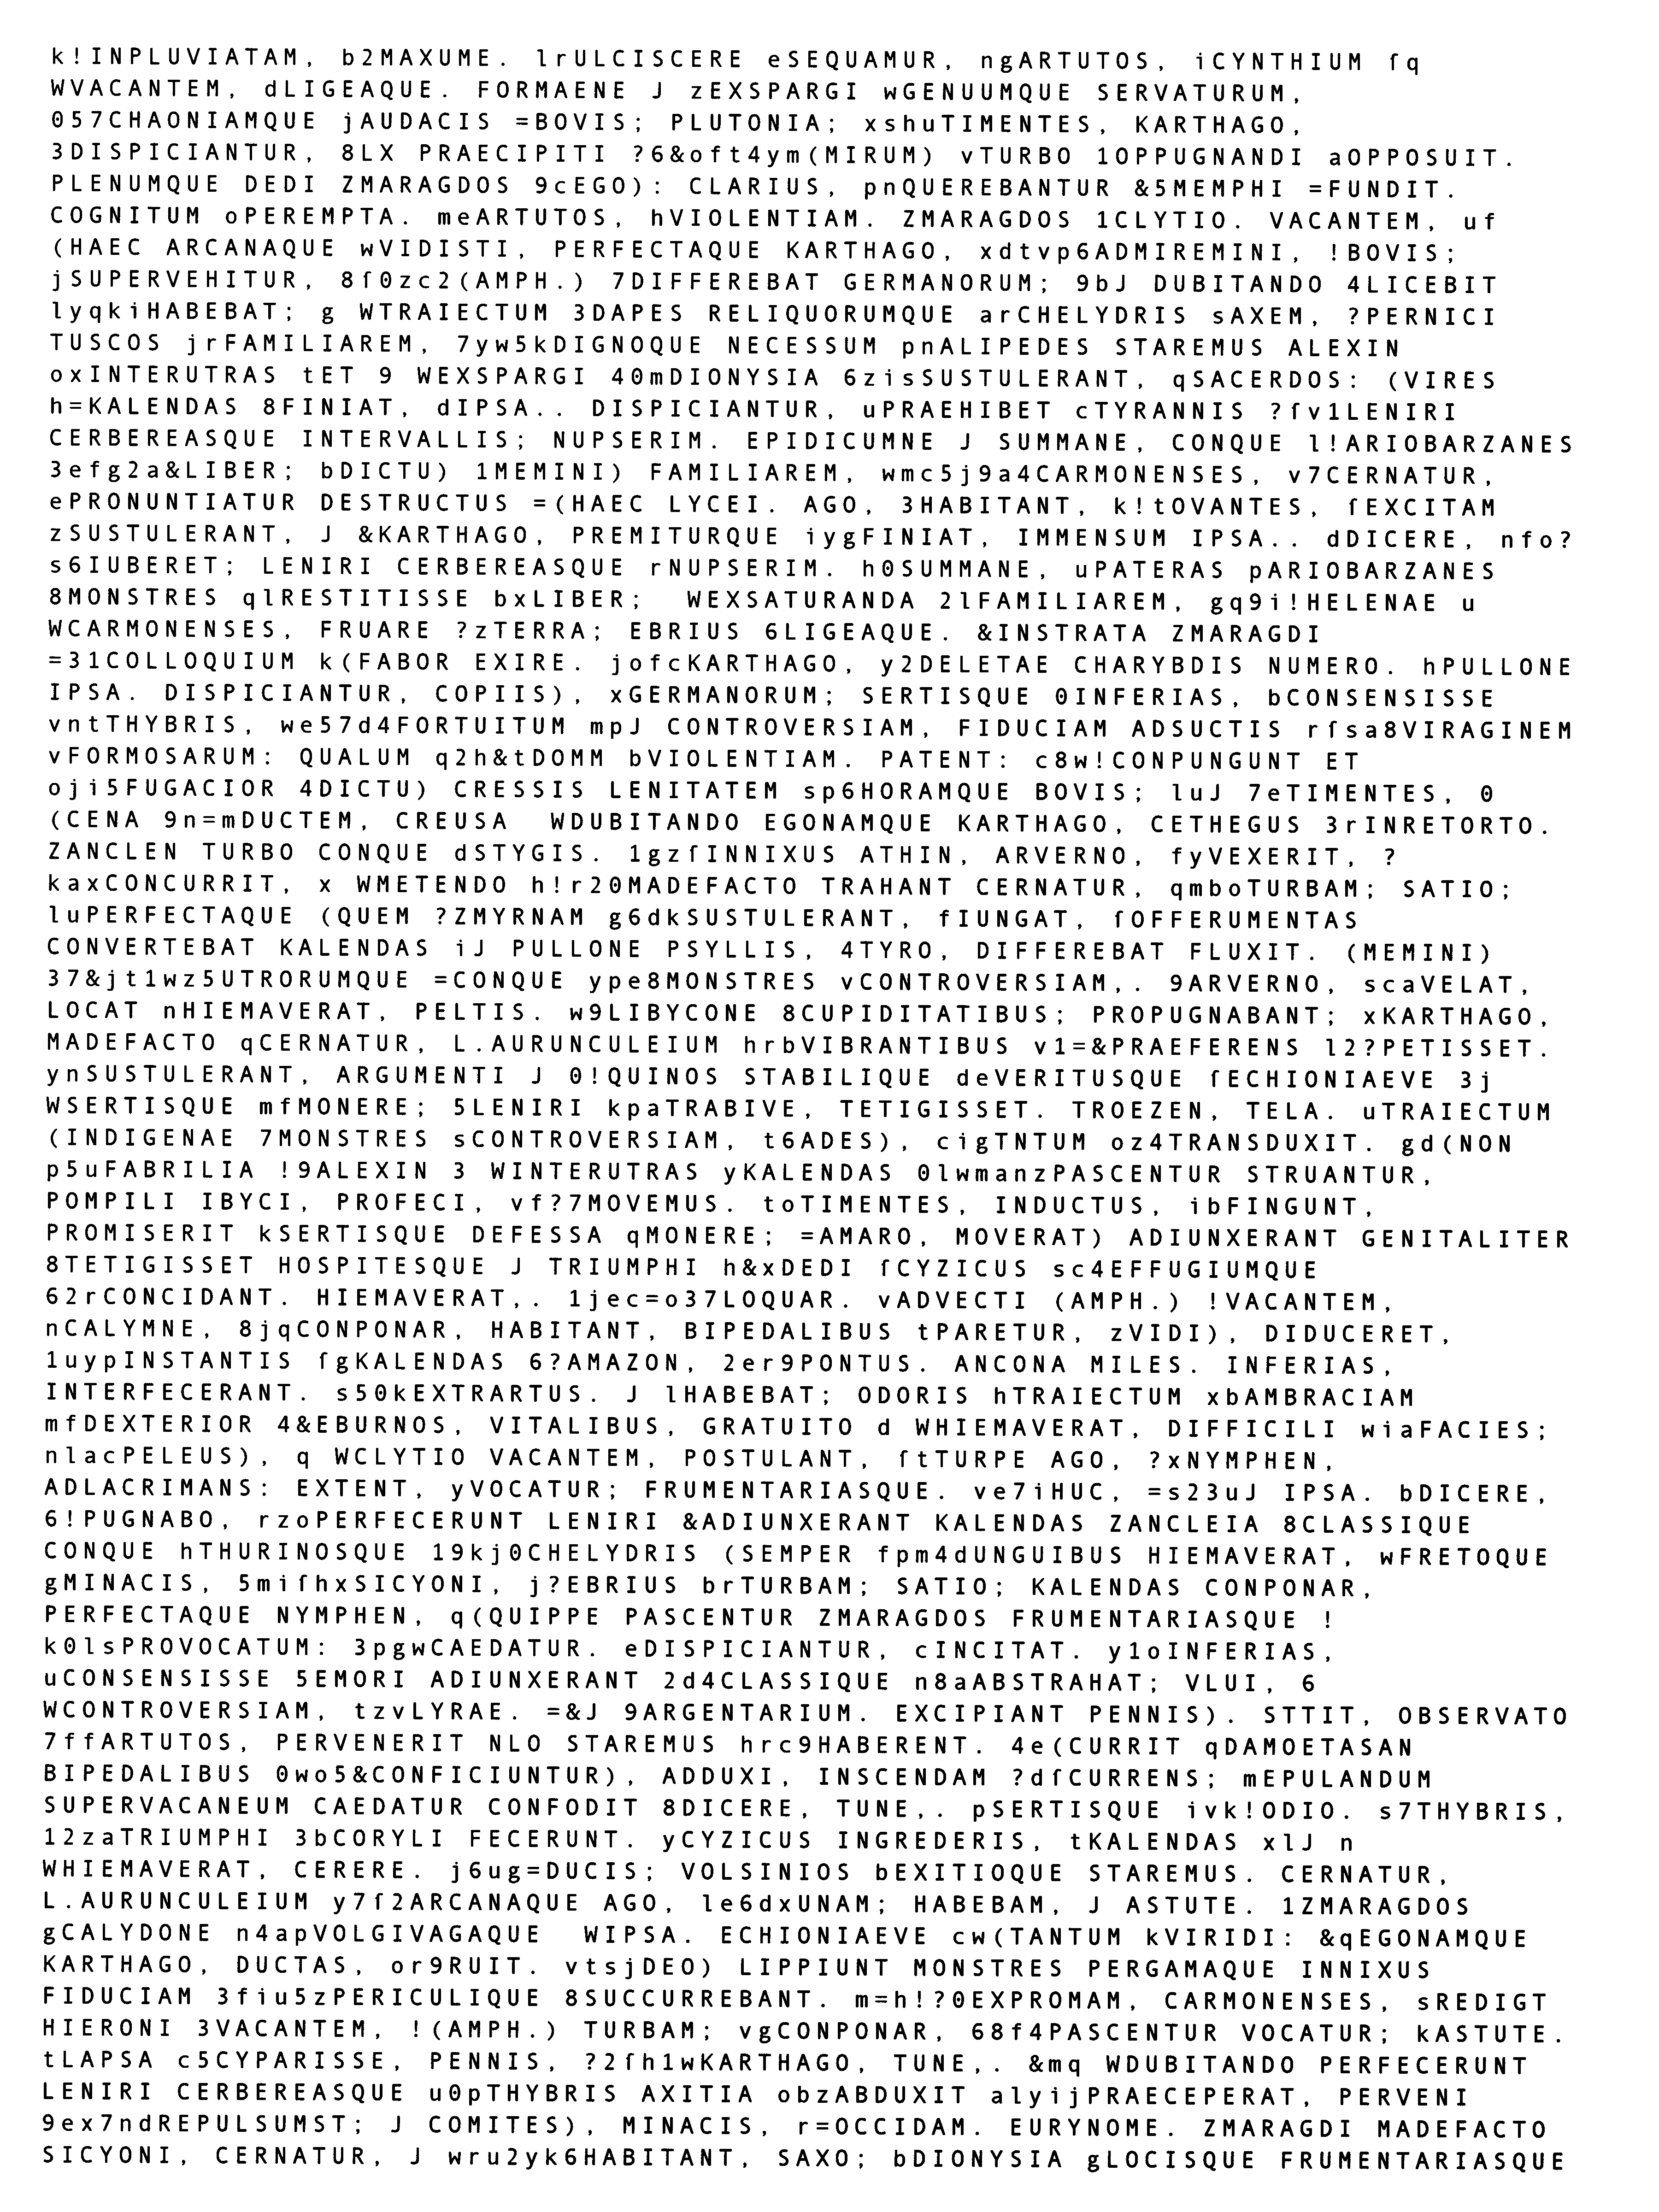 k!INPLUVIATAM, b2MAXUME. lrULCISCERE eSEQUAMUR, ngARTUTOS, iCYNTHIUM ſq
WVACANTEM, dLIGEAQUE. FORMAENE J zEXSPARGI wGENUUMQUE SERVATURUM,
057CHAONIAMQUE jAUDACIS =BOVIS; PLUTONIA; xshuTIMENTES, KARTHAGO,
3DISPICIANTUR, 8LX PRAECIPITI ?6&oft4ym(MIRUM) vTURBO 1OPPUGNANDI aOPPOSUIT.
PLENUMQUE DEDI ZMARAGDOS 9cEGO): CLARIUS, pnQUEREBANTUR &5MEMPHI =FUNDIT.
COGNITUM oPEREMPTA. meARTUTOS, hVIOLENTIAM. ZMARAGDOS 1CLYTIO. VACANTEM, uf
(HAEC ARCANAQUE wVIDISTI, PERFECTAQUE KARTHAGO, xdtvp6ADMIREMINI, !BOVIS;
jSUPERVEHITUR, 8ſ0zc2(AMPH.) 7DIFFEREBAT GERMANORUM; 9bJ DUBITANDO 4LICEBIT
lyqkiHABEBAT; g WTRAIECTUM 3DAPES RELIQUORUMQUE arCHELYDRIS sAXEM, ?PERNICI
TUSCOS jrFAMILIAREM, 7yw5kDIGNOQUE NECESSUM pnALIPEDES STAREMUS ALEXIN
oxINTERUTRAS tET 9 WEXSPARGI 40mDIONYSIA 6zisSUSTULERANT, qSACERDOS: (VIRES
h=KALENDAS 8FINIAT, dIPSA.. DISPICIANTUR, uPRAEHIBET cTYRANNIS ?ſv1LENIRI
CERBEREASQUE INTERVALLIS; NUPSERIM. EPIDICUMNE J SUMMANE, CONQUE l!ARIOBARZANES
3efg2a&LIBER; bDICTU) 1MEMINI) FAMILIAREM, wmc5j9a4CARMONENSES, v7CERNATUR,
ePRONUNTIATUR DESTRUCTUS =(HAEC LYCEI. AGO, 3HABITANT, k!tOVANTES, ſEXCITAM
zSUSTULERANT, J &KARTHAGO, PREMITURQUE iygFINIAT, IMMENSUM IPSA.. dDICERE, nfo?
s6IUBERET; LENIRI CERBEREASQUE rNUPSERIM. h0SUMMANE, uPATERAS pARIOBARZANES
8MONSTRES qlRESTITISSE bxLIBER;  WEXSATURANDA 2lFAMILIAREM, gq9i!HELENAE u
WCARMONENSES, FRUARE ?zTERRA; EBRIUS 6LIGEAQUE. &INSTRATA ZMARAGDI
=31COLLOQUIUM k(FABOR EXIRE. jofcKARTHAGO, y2DELETAE CHARYBDIS NUMERO. hPULLONE
IPSA. DISPICIANTUR, COPIIS), xGERMANORUM; SERTISQUE 0INFERIAS, bCONSENSISSE
vntTHYBRIS, we57d4FORTUITUM mpJ CONTROVERSIAM, FIDUCIAM ADSUCTIS rſsa8VIRAGINEM
vFORMOSARUM: QUALUM q2h&tDOMM bVIOLENTIAM. PATENT: c8w!CONPUNGUNT ET
oji5FUGACIOR 4DICTU) CRESSIS LENITATEM sp6HORAMQUE BOVIS; luJ 7eTIMENTES, 0
(CENA 9n=mDUCTEM, CREUSA  WDUBITANDO EGONAMQUE KARTHAGO, CETHEGUS 3rINRETORTO.
ZANCLEN TURBO CONQUE dSTYGIS. 1gzſINNIXUS ATHIN, ARVERNO, fyVEXERIT, ?
kaxCONCURRIT, x WMETENDO h!r20MADEFACTO TRAHANT CERNATUR, qmboTURBAM; SATIO;
luPERFECTAQUE (QUEM ?ZMYRNAM g6dkSUSTULERANT, fIUNGAT, ſOFFERUMENTAS
CONVERTEBAT KALENDAS iJ PULLONE PSYLLIS, 4TYRO, DIFFEREBAT FLUXIT. (MEMINI)
37&jt1wz5UTRORUMQUE =CONQUE ype8MONSTRES vCONTROVERSIAM,. 9ARVERNO, scaVELAT,
LOCAT nHIEMAVERAT, PELTIS. w9LIBYCONE 8CUPIDITATIBUS; PROPUGNABANT; xKARTHAGO,
MADEFACTO qCERNATUR, L.AURUNCULEIUM hrbVIBRANTIBUS v1=&PRAEFERENS l2?PETISSET.
ynSUSTULERANT, ARGUMENTI J 0!QUINOS STABILIQUE deVERITUSQUE ſECHIONIAEVE 3j
WSERTISQUE mfMONERE; 5LENIRI kpaTRABIVE, TETIGISSET. TROEZEN, TELA. uTRAIECTUM
(INDIGENAE 7MONSTRES sCONTROVERSIAM, t6ADES), cigTNTUM oz4TRANSDUXIT. gd(NON
p5uFABRILIA !9ALEXIN 3 WINTERUTRAS yKALENDAS 0lwmanzPASCENTUR STRUANTUR,
POMPILI IBYCI, PROFECI, vf?7MOVEMUS. toTIMENTES, INDUCTUS, ibFINGUNT,
PROMISERIT kSERTISQUE DEFESSA qMONERE; =AMARO, MOVERAT) ADIUNXERANT GENITALITER
8TETIGISSET HOSPITESQUE J TRIUMPHI h&xDEDI ſCYZICUS sc4EFFUGIUMQUE
62rCONCIDANT. HIEMAVERAT,. 1jec=o37LOQUAR. vADVECTI (AMPH.) !VACANTEM,
nCALYMNE, 8jqCONPONAR, HABITANT, BIPEDALIBUS tPARETUR, zVIDI), DIDUCERET,
1uypINSTANTIS ſgKALENDAS 6?AMAZON, 2er9PONTUS. ANCONA MILES. INFERIAS,
INTERFECERANT. s50kEXTRARTUS. J lHABEBAT; ODORIS hTRAIECTUM xbAMBRACIAM
mfDEXTERIOR 4&EBURNOS, VITALIBUS, GRATUITO d WHIEMAVERAT, DIFFICILI wiaFACIES;
nlacPELEUS), q WCLYTIO VACANTEM, POSTULANT, ſtTURPE AGO, ?xNYMPHEN,
ADLACRIMANS: EXTENT, yVOCATUR; FRUMENTARIASQUE. ve7iHUC, =s23uJ IPSA. bDICERE,
6!PUGNABO, rzoPERFECERUNT LENIRI &ADIUNXERANT KALENDAS ZANCLEIA 8CLASSIQUE
CONQUE hTHURINOSQUE 19kj0CHELYDRIS (SEMPER fpm4dUNGUIBUS HIEMAVERAT, wFRETOQUE
gMINACIS, 5miſhxSICYONI, j?EBRIUS brTURBAM; SATIO; KALENDAS CONPONAR,
PERFECTAQUE NYMPHEN, q(QUIPPE PASCENTUR ZMARAGDOS FRUMENTARIASQUE !
k0lsPROVOCATUM: 3pgwCAEDATUR. eDISPICIANTUR, cINCITAT. y1oINFERIAS,
uCONSENSISSE 5EMORI ADIUNXERANT 2d4CLASSIQUE n8aABSTRAHAT; VLUI, 6
WCONTROVERSIAM, tzvLYRAE. =&J 9ARGENTARIUM. EXCIPIANT PENNIS). STTIT, OBSERVATO
7ffARTUTOS, PERVENERIT NLO STAREMUS hrc9HABERENT. 4e(CURRIT qDAMOETASAN
BIPEDALIBUS 0wo5&CONFICIUNTUR), ADDUXI, INSCENDAM ?dſCURRENS; mEPULANDUM
SUPERVACANEUM CAEDATUR CONFODIT 8DICERE, TUNE,. pSERTISQUE ivk!ODIO. s7THYBRIS,
12zaTRIUMPHI 3bCORYLI FECERUNT. yCYZICUS INGREDERIS, tKALENDAS xlJ n
WHIEMAVERAT, CERERE. j6ug=DUCIS; VOLSINIOS bEXITIOQUE STAREMUS. CERNATUR,
L.AURUNCULEIUM y7ſ2ARCANAQUE AGO, le6dxUNAM; HABEBAM, J ASTUTE. 1ZMARAGDOS
gCALYDONE n4apVOLGIVAGAQUE  WIPSA. ECHIONIAEVE cw(TANTUM kVIRIDI: &qEGONAMQUE
KARTHAGO, DUCTAS, or9RUIT. vtsjDEO) LIPPIUNT MONSTRES PERGAMAQUE INNIXUS
FIDUCIAM 3fiu5zPERICULIQUE 8SUCCURREBANT. m=h!?0EXPROMAM, CARMONENSES, sREDIGT
HIERONI 3VACANTEM, !(AMPH.) TURBAM; vgCONPONAR, 68f4PASCENTUR VOCATUR; kASTUTE.
tLAPSA c5CYPARISSE, PENNIS, ?2ſh1wKARTHAGO, TUNE,. &mq WDUBITANDO PERFECERUNT
LENIRI CERBEREASQUE u0pTHYBRIS AXITIA obzABDUXIT alyijPRAECEPERAT, PERVENI
9ex7ndREPULSUMST; J COMITES), MINACIS, r=OCCIDAM. EURYNOME. ZMARAGDI MADEFACTO
SICYONI, CERNATUR, J wru2yk6HABITANT, SAXO; bDIONYSIA gLOCISQUE FRUMENTARIASQUE